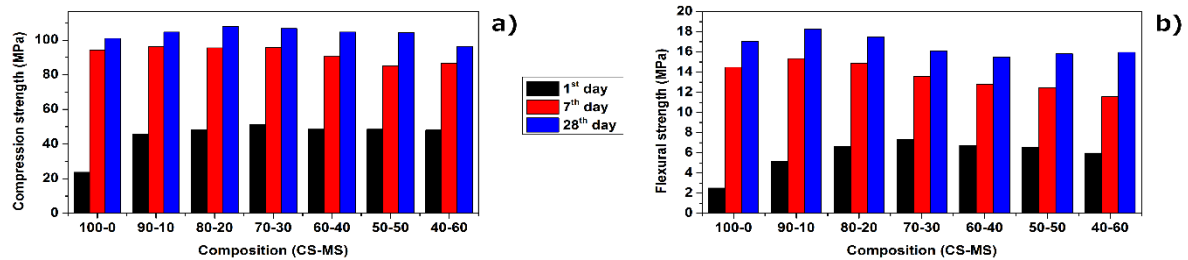 a)
Compression strength (MPa)
100
80
60
40
20
0
100-0 90-10 80-20 70-30 60-40 50-50 40-60
Composition (CS-MS)
1st day
7th day
28th day
b)
Flexural strength (MPa)
20
18
16
14
12
10
8
6
4
2
0
100-0 90-10 80-20 70-30 60-40 50-50 40-60
Composition (CS-MS)